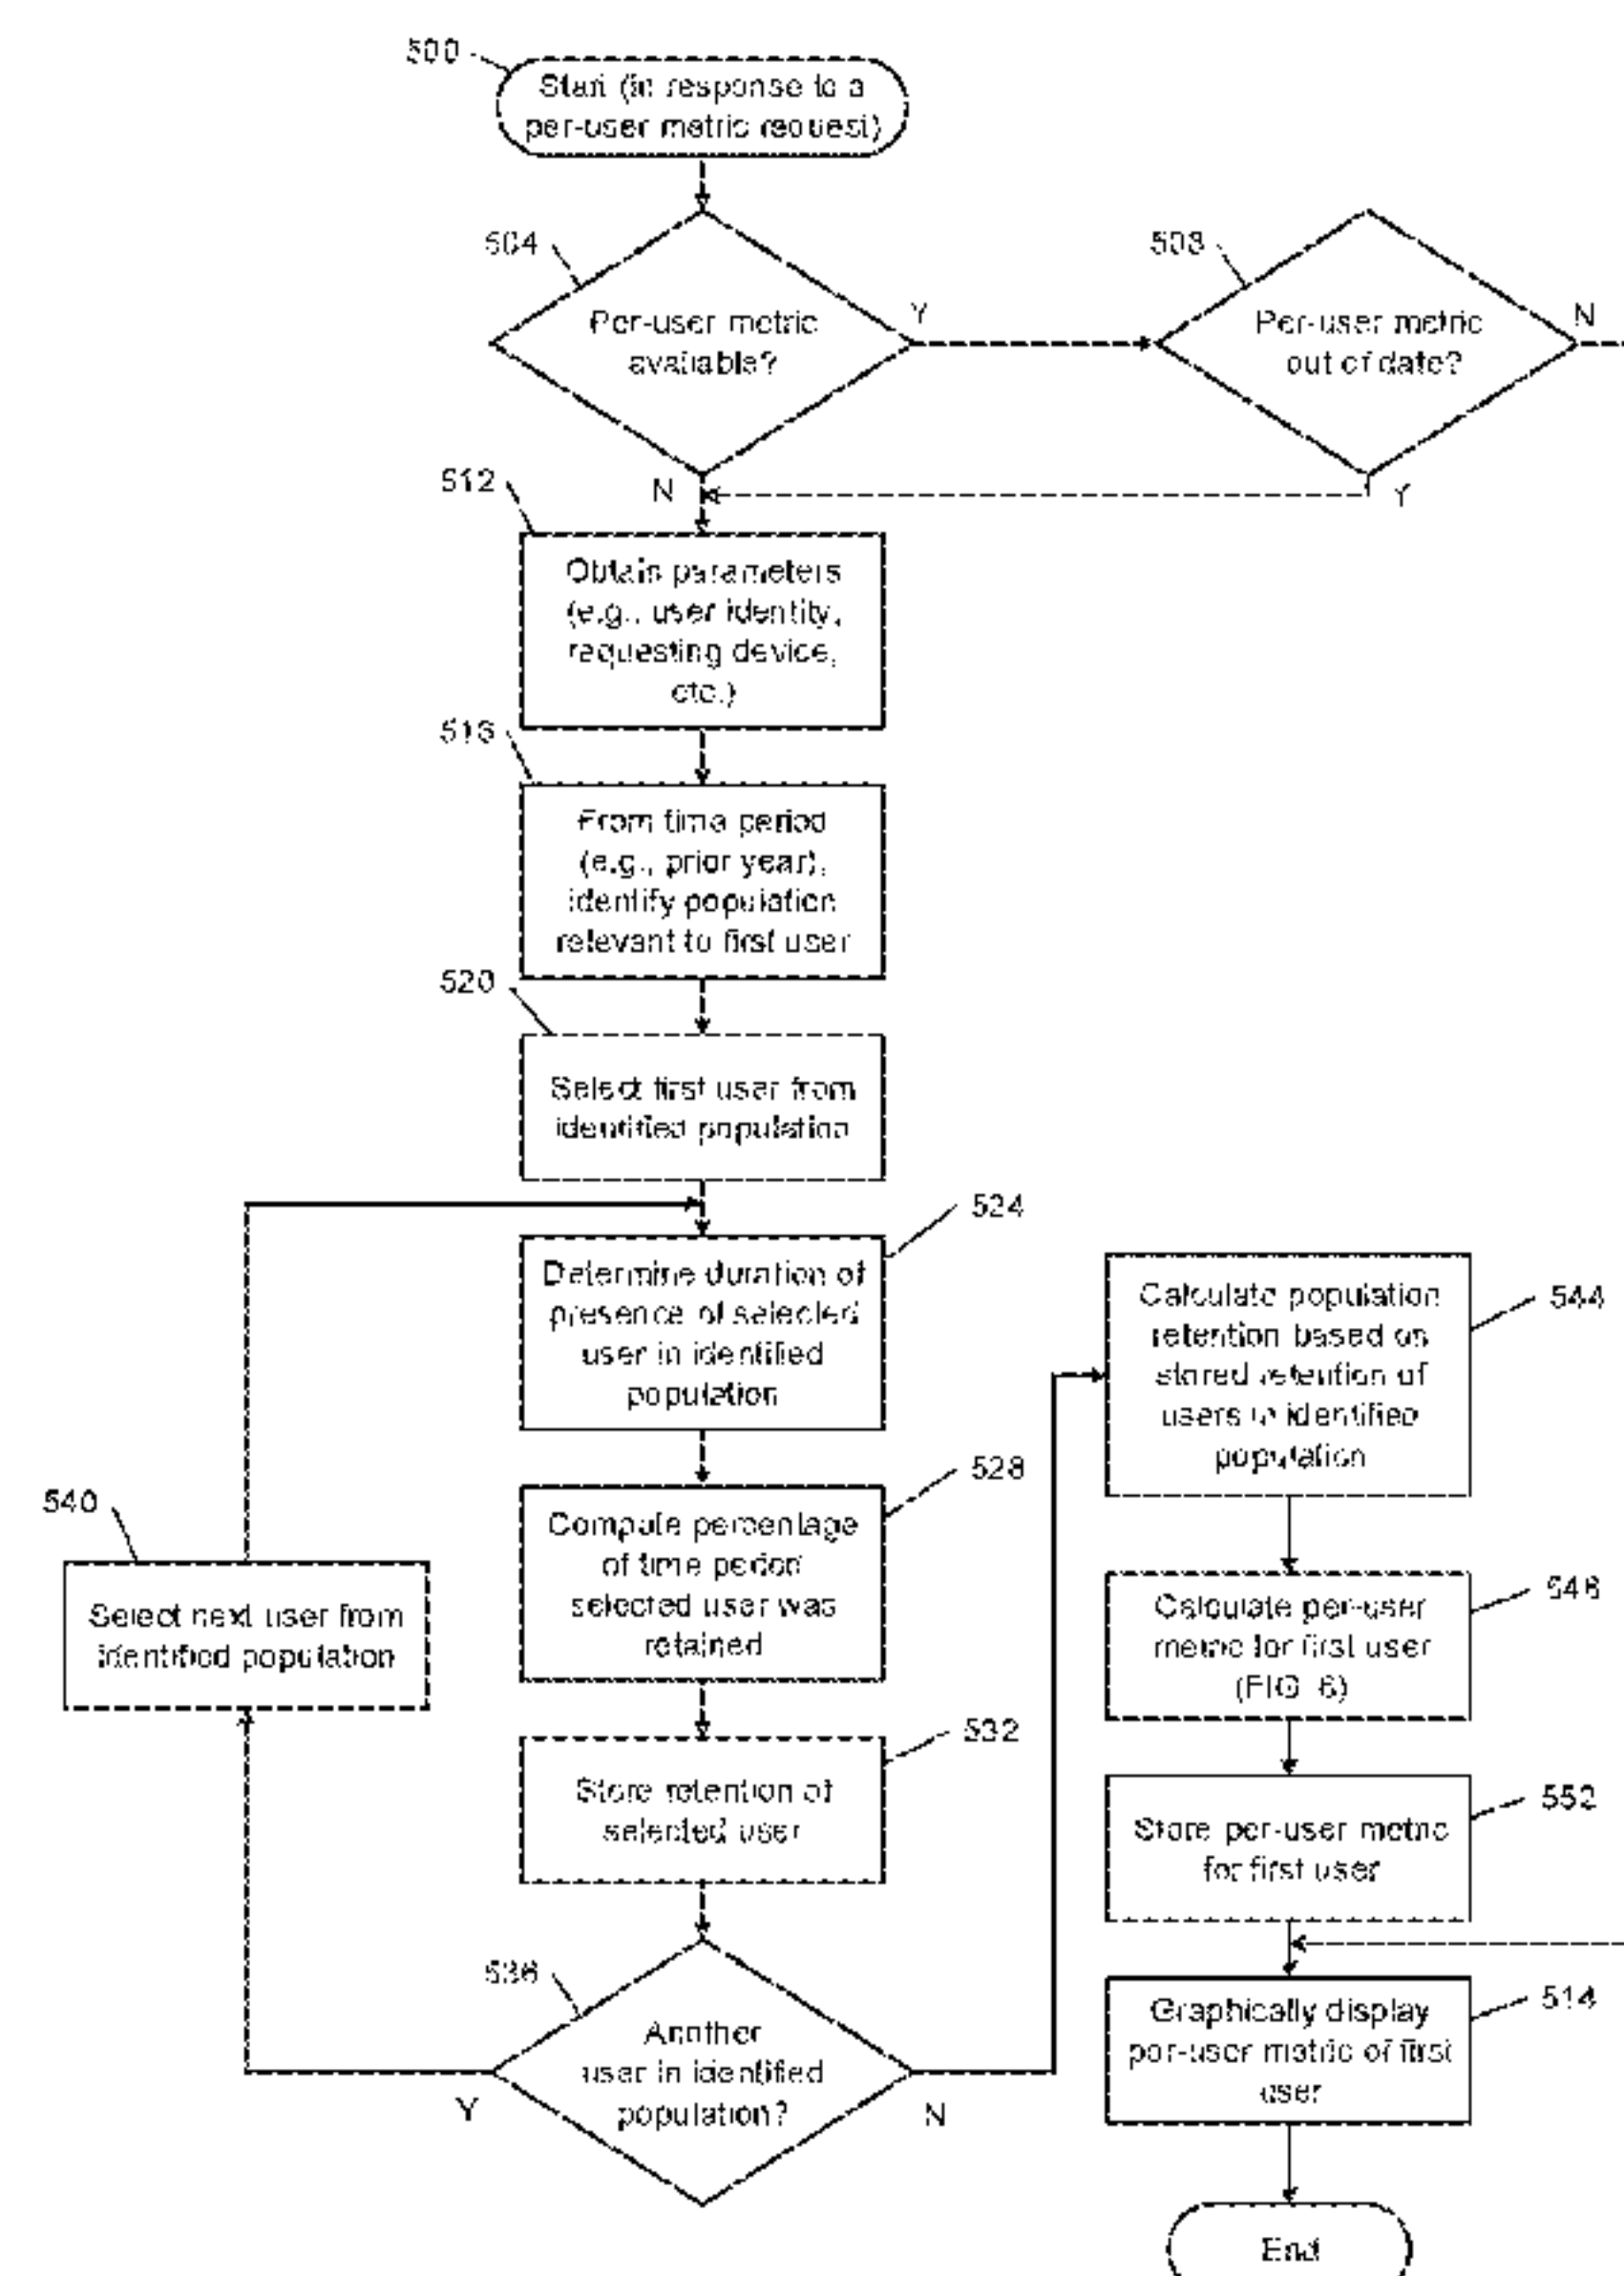 500
Start (in response to a
per-user metric request)
504
Per-user metric
available?
Y
508
Per-user metric
out of date?
N
N
Y
512
Obtain parameters
(e.g., user identity,
requesting device,
etc.)
516
From time period
(e.g., prior year),
identify population
relevant to first user
520
Select first user from
identified population
524
Determine duration of
presence of selected
user in identified
population
528
Compute percentage
of time period
selected user was
retained
532
Store retention of
selected user
536
Another
user in identified
population?
Y
N
540
Select next user from
identified population
544
Calculate population
retention based on
stored retention of
users in identified
population
548
Calculate per-user
metric for first user
(FIG. 6)
552
Store per-user metric
for first user
514
Graphically display
per-user metric of first
user
End